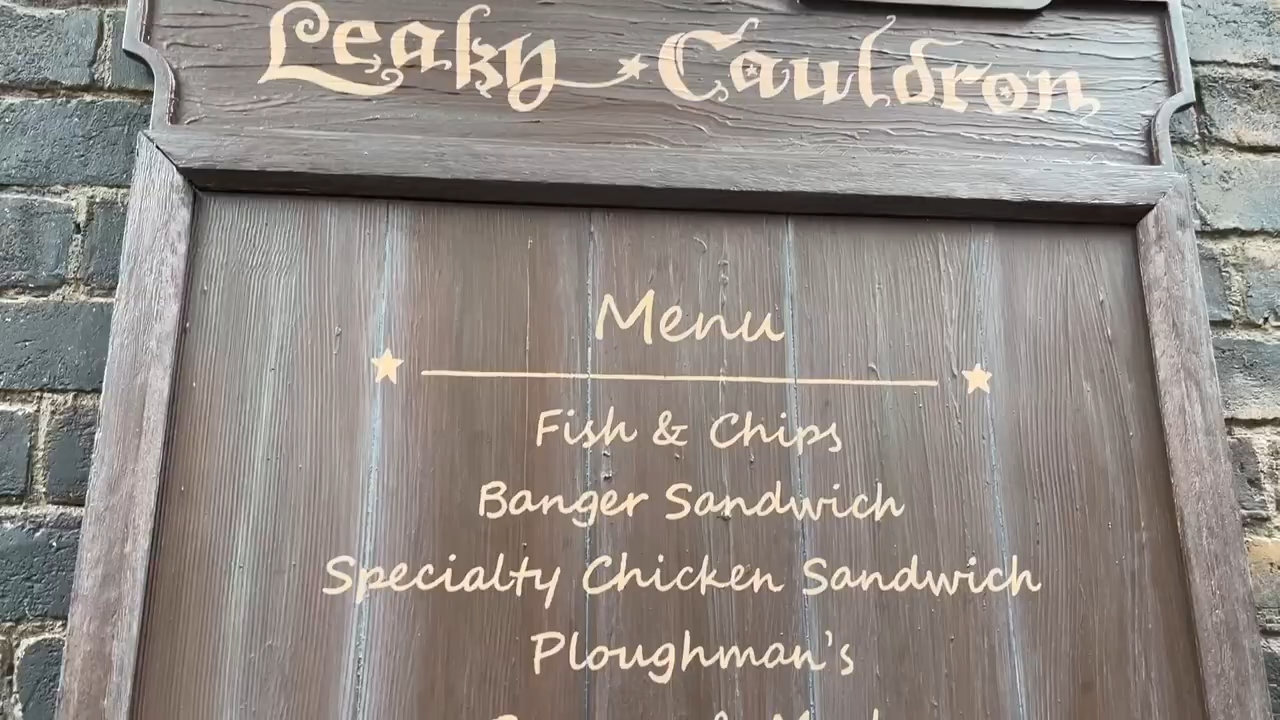 Leaky Cauldron
Menu
Fish & Chips
Banger Sandwich
Specialty Chicken Sandwich
Ploughman's